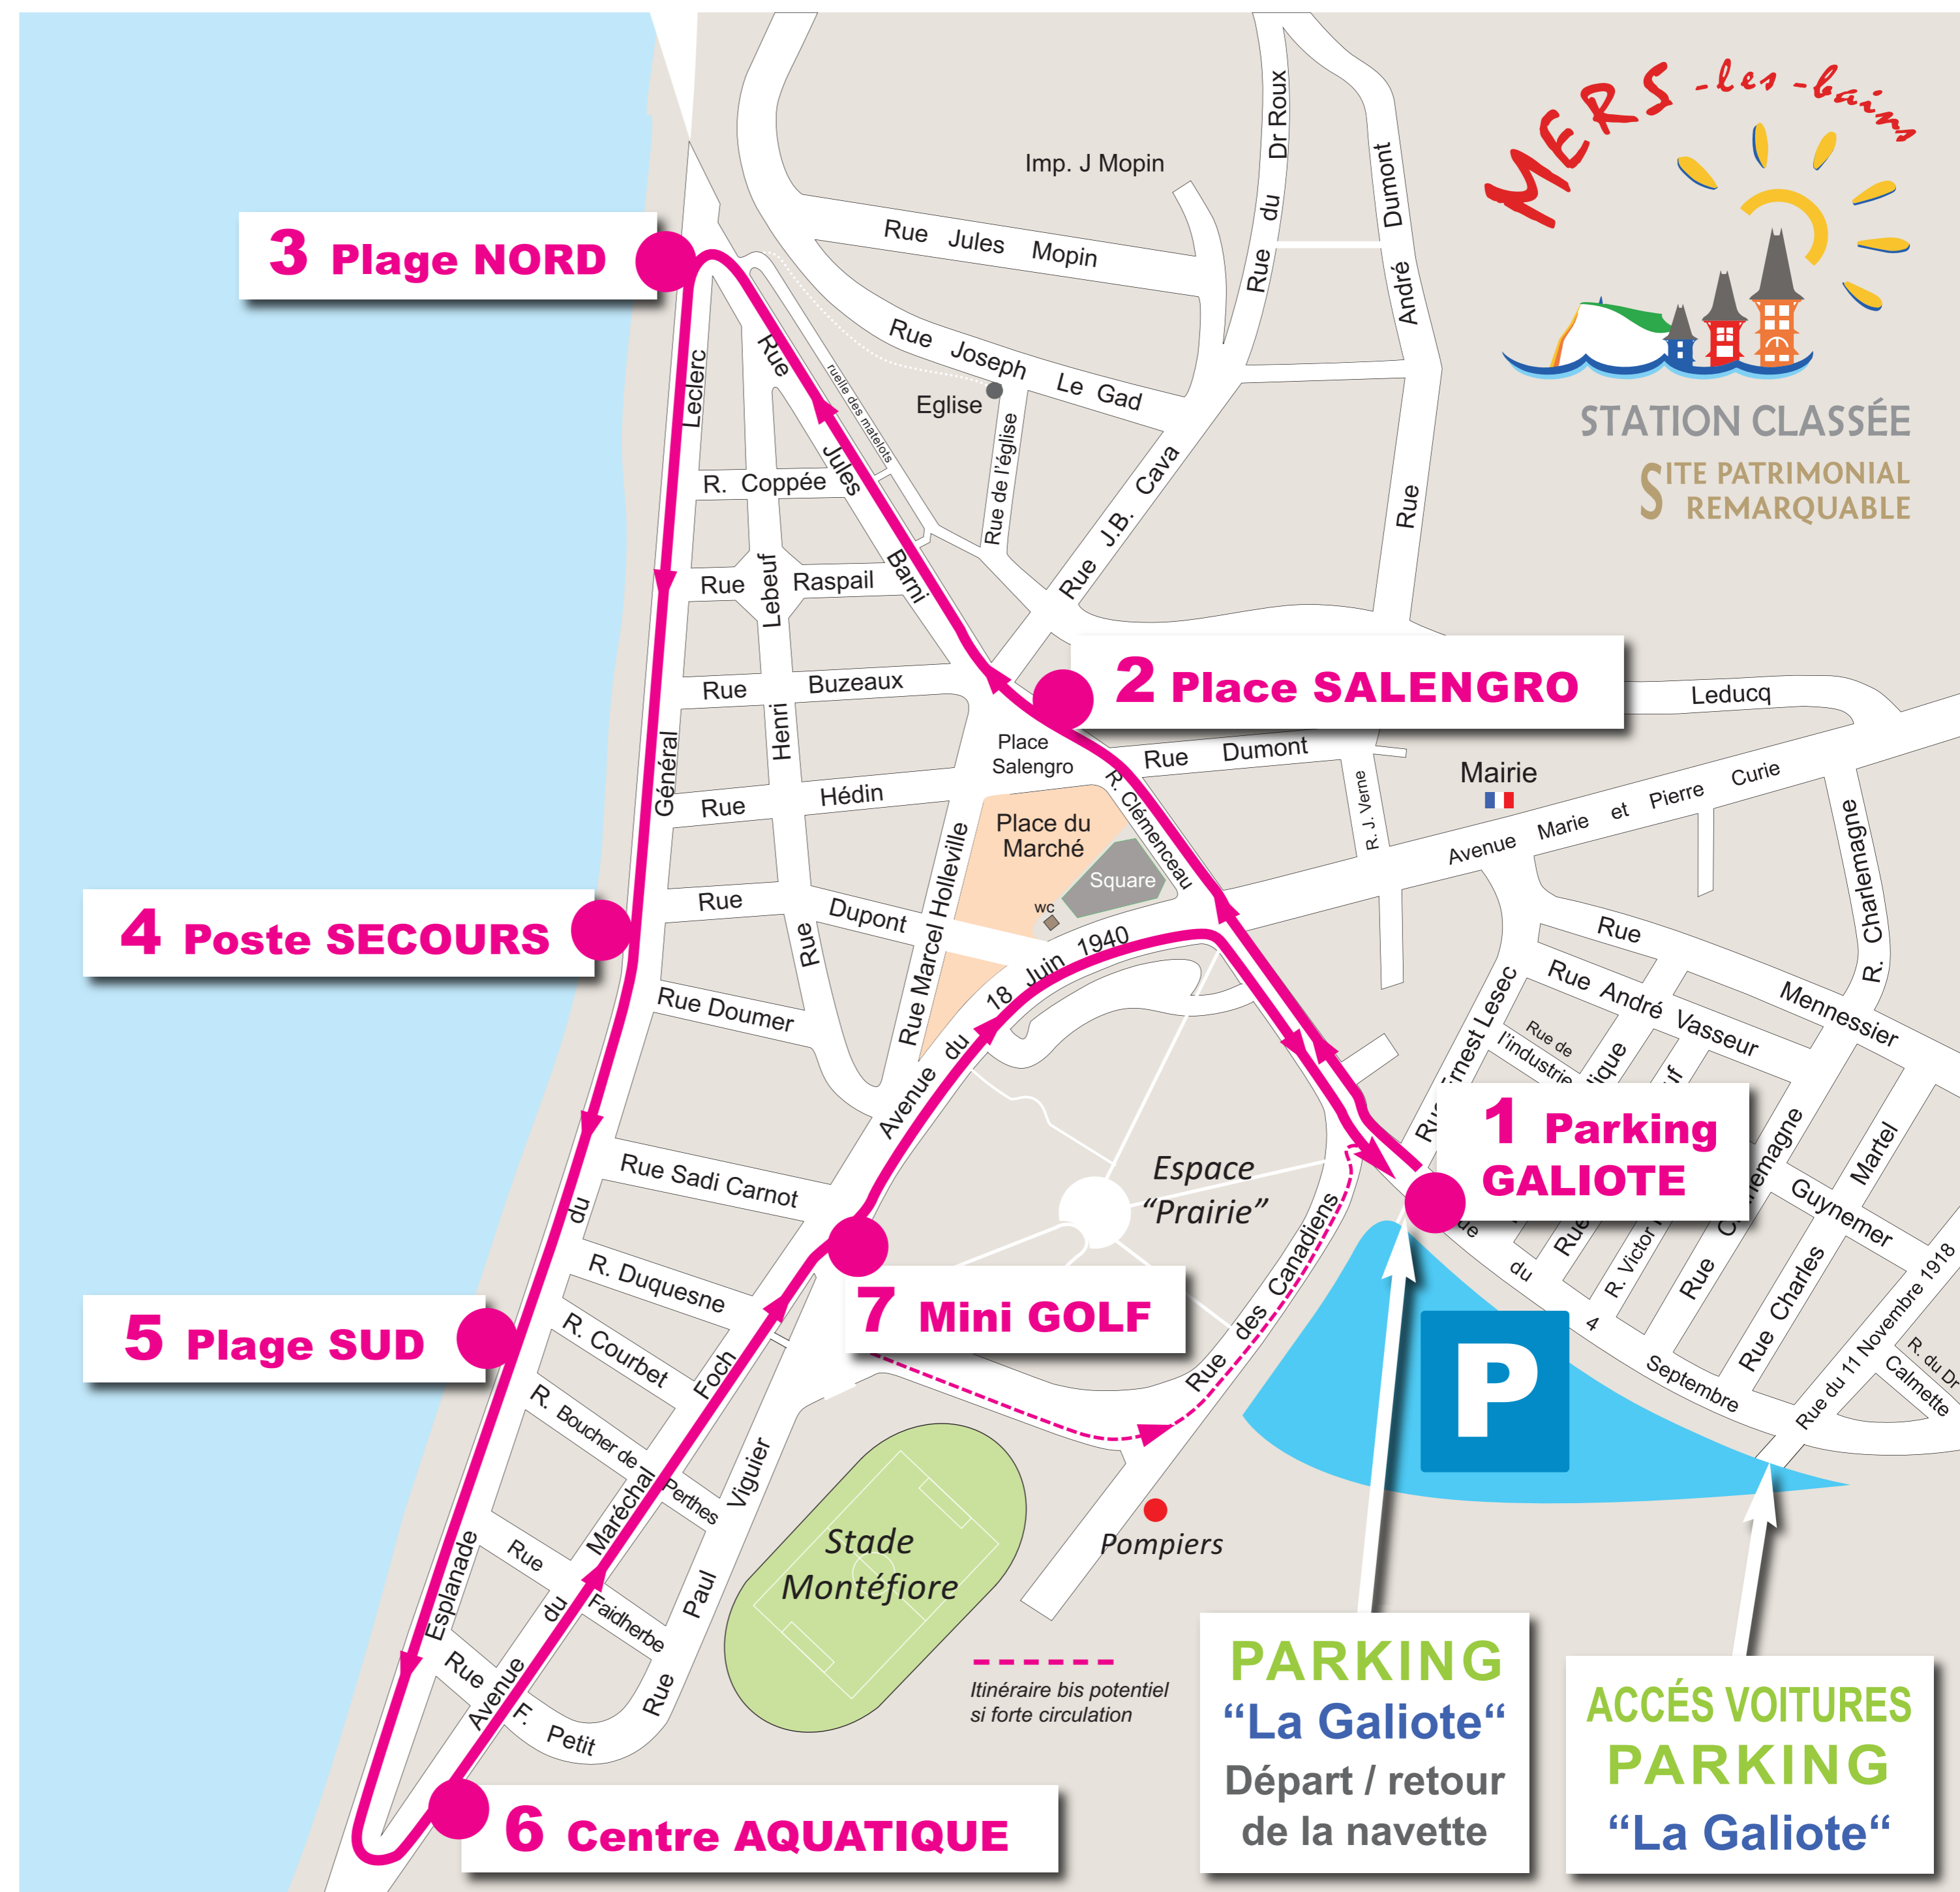 MERS -les-bains
STATION CLASSÉE
SITE PATRIMONIAL
REMARQUABLE
Imp. J Mopin
Rue du Dr Roux
Rue André Dumont
Rue Jules Mopin
3 Plage NORD
Rue Joseph Le Gad
Eglise
Rue de l'église
ruelle des matelots
Rue Jules Barni
R. Coppée
Rue J.B. Cava
Rue Raspail
Rue Henri Lebeuf
2 Place SALENGRO
Rue Buzeaux
Leducq
Place
Salengro
Rue Dumont
Mairie
R. J. Verne
Avenue Marie et Pierre Curie
Rue Hédin
R. Clémenceau
Place du
Marché
Square
wc
R. Charlemagne
Rue Marcel Holleville
4 Poste SECOURS
Rue Dupont
Rue Mennessier
Rue André Vasseur
Rue de
l'industrie
Rue Ernest Lesec
Rue Doumer
Avenue du 18 Juin 1940
1 Parking
GALIOTE
Espace
“Prairie”
Rue Sadi Carnot
Rue des Canadiens
Guynemer
Rue Charles Martel
R. Victor
Rue du 4 Septembre
Rue du 11 Novembre 1918
R. du Dr
Calmette
R. Duquesne
7 Mini GOLF
5 Plage SUD
R. Courbet
R. Boucher de Perthes
P
Avenue du Maréchal Foch
Rue Paul Viguier
Esplanade du Général Leclerc
Rue Faidherbe
Stade
Montéfiore
Pompiers
Rue F. Petit
Itinéraire bis potentiel
si forte circulation
6 Centre AQUATIQUE
PARKING
“La Galiote“
Départ / retour
de la navette
ACCÉS VOITURES
PARKING
“La Galiote“